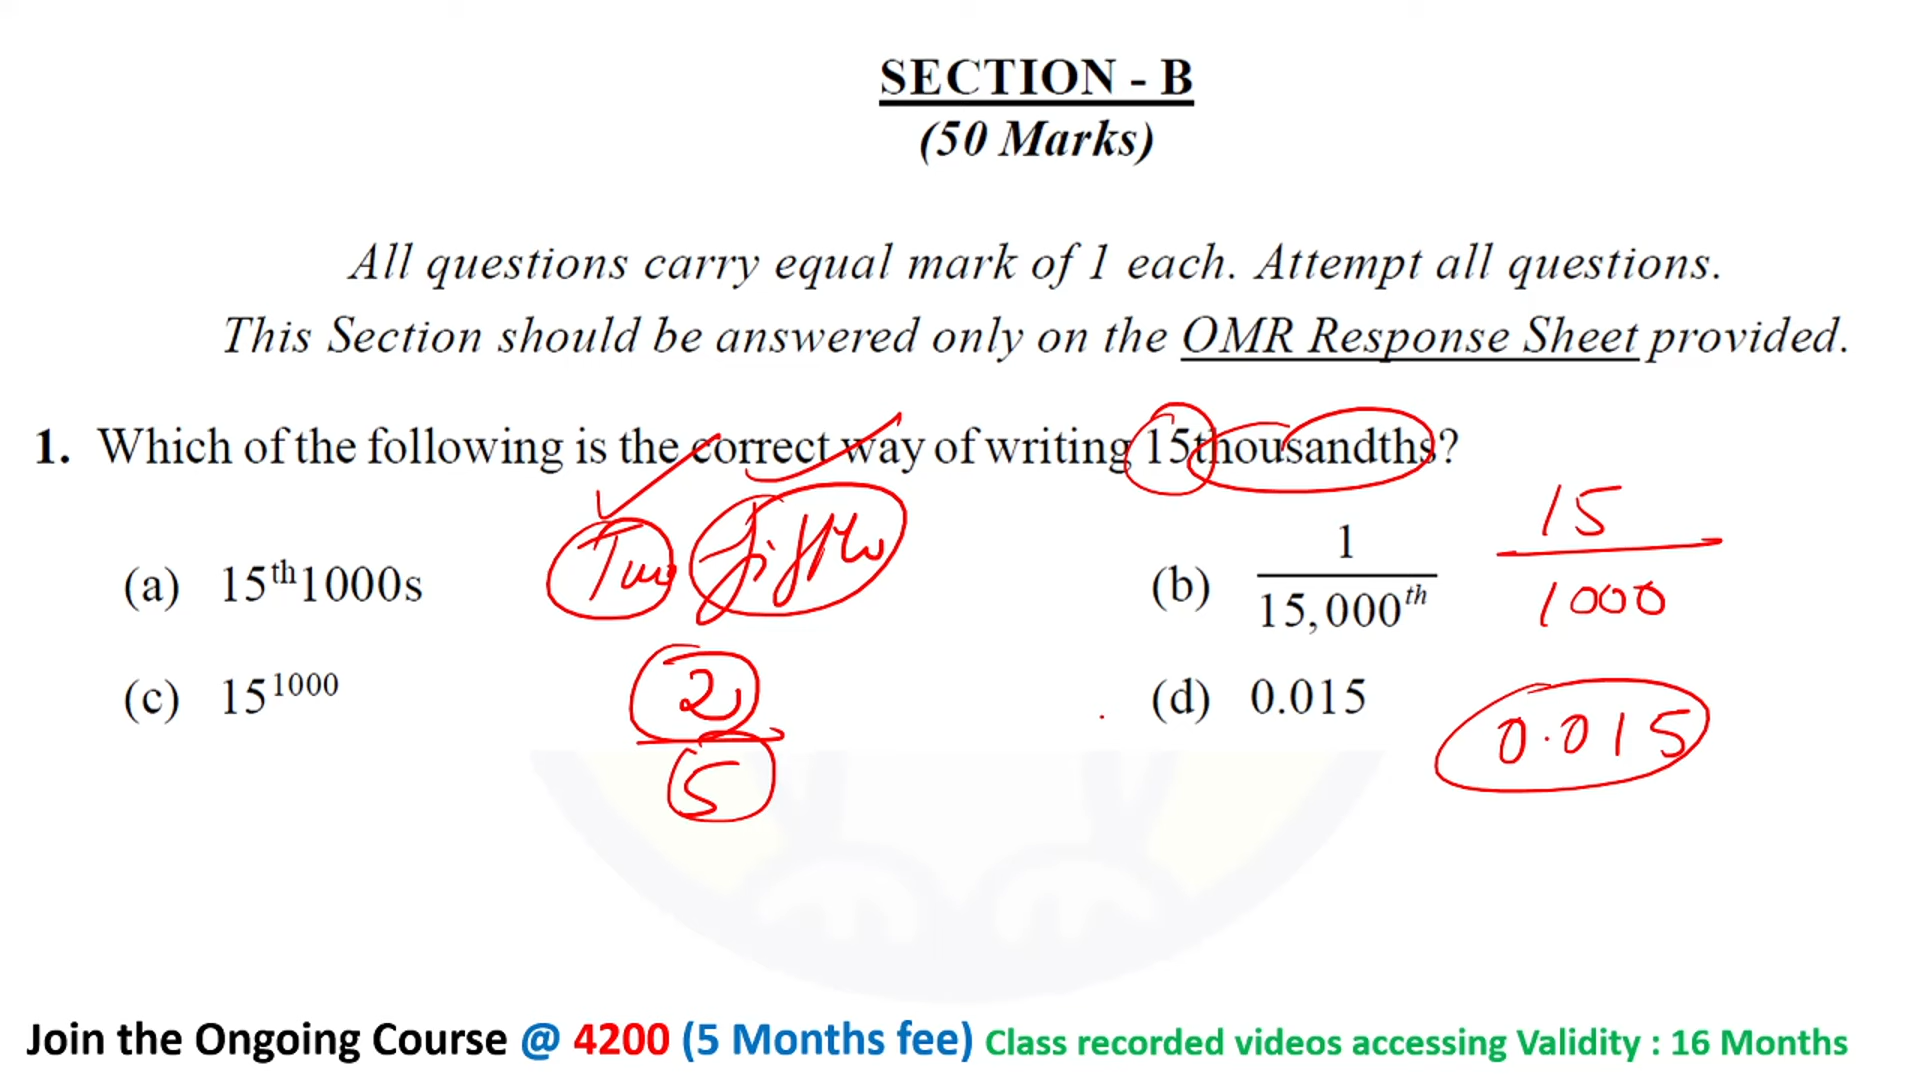 SECTION - B
(50 Marks)
All questions carry equal mark of 1 each. Attempt all questions.
This Section should be answered only on the OMR Response Sheet provided.
1. Which of the following is the correct way of writing 15thousandths?
(a) 15th1000s
(b) 1
15,000th
15
1000
Two
(c) 15^1000
(d) 0.015
2
5
0.015
Join the Ongoing Course @ 4200 (5 Months fee) Class recorded videos accessing Validity : 16 Months